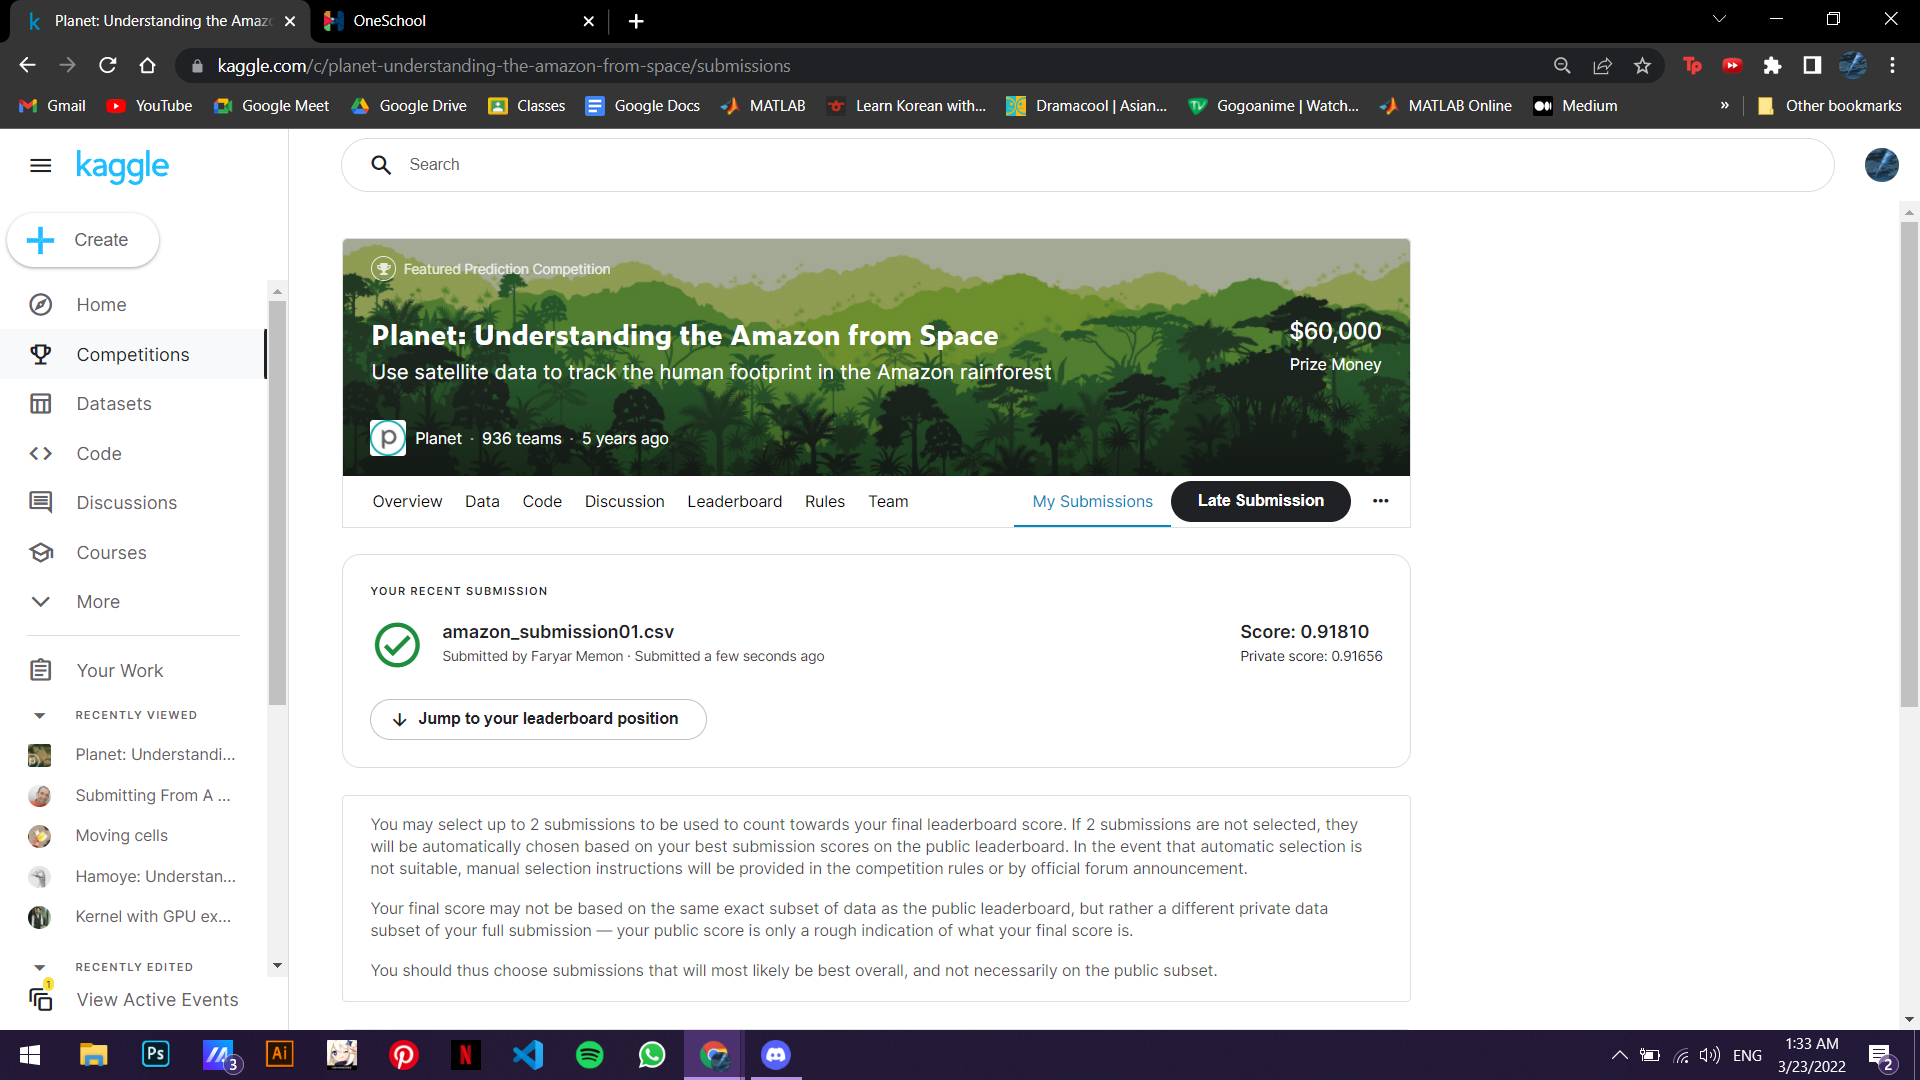 Planet: Understanding the Amaz
OneSchool
kaggle.com/c/planet-understanding-the-amazon-from-space/submissions
Gmail
YouTube
Google Meet
Google Drive
Classes
Google Docs
MATLAB
Learn Korean with...
Dramacool | Asian...
Gogoanime | Watch...
MATLAB Online
Medium
»
Other bookmarks
kaggle
Search
Create
Home
Competitions
Datasets
Code
Discussions
Courses
More
Your Work
RECENTLY VIEWED
Planet: Understandi...
Submitting From A ...
Moving cells
Hamoye: Understan...
Kernel with GPU ex...
RECENTLY EDITED
1
View Active Events
Featured Prediction Competition
Planet: Understanding the Amazon from Space
Use satellite data to track the human footprint in the Amazon rainforest
$60,000
Prize Money
Planet · 936 teams · 5 years ago
Overview
Data
Code
Discussion
Leaderboard
Rules
Team
My Submissions
Late Submission
YOUR RECENT SUBMISSION
amazon_submission01.csv
Submitted by Faryar Memon · Submitted a few seconds ago
Score: 0.91810
Private score: 0.91656
Jump to your leaderboard position
You may select up to 2 submissions to be used to count towards your final leaderboard score. If 2 submissions are not selected, they
will be automatically chosen based on your best submission scores on the public leaderboard. In the event that automatic selection is
not suitable, manual selection instructions will be provided in the competition rules or by official forum announcement.
Your final score may not be based on the same exact subset of data as the public leaderboard, but rather a different private data
subset of your full submission — your public score is only a rough indication of what your final score is.
You should thus choose submissions that will most likely be best overall, and not necessarily on the public subset.
Ps
3
Ai
ENG
1:33 AM
3/23/2022
2